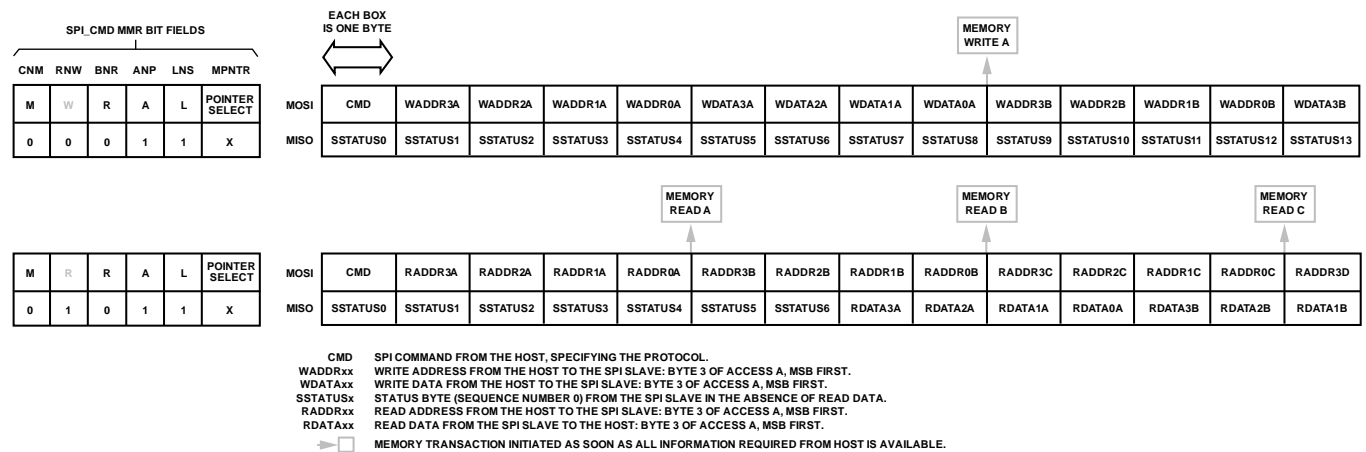 SPI_CMD MMR BIT FIELDS
EACH BOX
IS ONE BYTE
MEMORY
WRITE A
CNM RNW BNR ANP LNS MPNTR
M W R A L POINTER
SELECT
MOSI CMD WADDR3A WADDR2A WADDR1A WADDR0A WDATA3A WDATA2A WDATA1A WDATA0A WADDR3B WADDR2B WADDR1B WADDR0B WDATA3B
0 0 0 1 1 X
MISO SSTATUS0 SSTATUS1 SSTATUS2 SSTATUS3 SSTATUS4 SSTATUS5 SSTATUS6 SSTATUS7 SSTATUS8 SSTATUS9 SSTATUS10 SSTATUS11 SSTATUS12 SSTATUS13
MEMORY
READ A
MEMORY
READ B
MEMORY
READ C
M R R A L POINTER
SELECT
MOSI CMD RADDR3A RADDR2A RADDR1A RADDR0A RADDR3B RADDR2B RADDR1B RADDR0B RADDR3C RADDR2C RADDR1C RADDR0C RADDR3D
0 1 0 1 1 X
MISO SSTATUS0 SSTATUS1 SSTATUS2 SSTATUS3 SSTATUS4 SSTATUS5 SSTATUS6 RDATA3A RDATA2A RDATA1A RDATA0A RDATA3B RDATA2B RDATA1B
CMD SPI COMMAND FROM THE HOST, SPECIFYING THE PROTOCOL.
WADDRxx WRITE ADDRESS FROM THE HOST TO THE SPI SLAVE: BYTE 3 OF ACCESS A, MSB FIRST.
WDATAxx WRITE DATA FROM THE HOST TO THE SPI SLAVE: BYTE 3 OF ACCESS A, MSB FIRST.
SSTATUSx STATUS BYTE (SEQUENCE NUMBER 0) FROM THE SPI SLAVE IN THE ABSENCE OF READ DATA.
RADDRxx READ ADDRESS FROM THE HOST TO THE SPI SLAVE: BYTE 3 OF ACCESS A, MSB FIRST.
RDATAxx READ DATA FROM THE SPI SLAVE TO THE HOST: BYTE 3 OF ACCESS A, MSB FIRST.
MEMORY TRANSACTION INITIATED AS SOON AS ALL INFORMATION REQUIRED FROM HOST IS AVAILABLE.